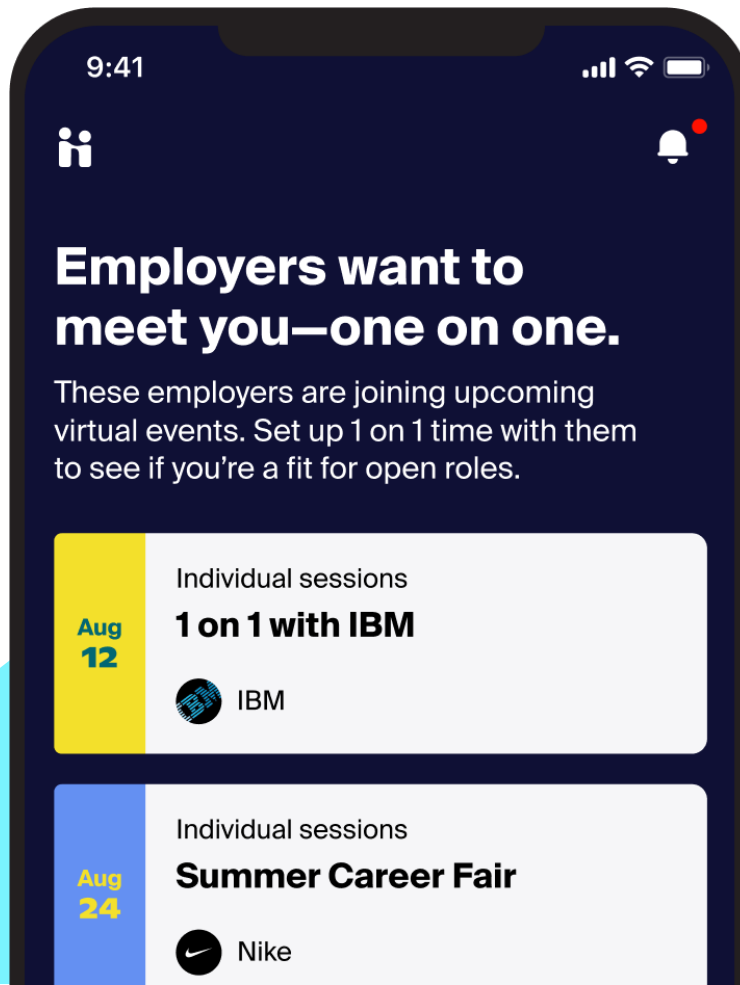 9:41
Employers want to
meet you—one on one.
These employers are joining upcoming
virtual events. Set up 1 on 1 time with them
to see if you’re a fit for open roles.
Aug
12
Individual sessions
1 on 1 with IBM
IBM
IBM
Aug
24
Individual sessions
Summer Career Fair
Nike